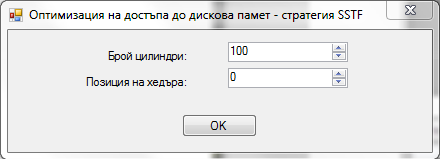 Оптимизация на достъпа до дискова памет - стратегия SSTF
Брой цилиндри: 100
Позиция на хедъра: 0
OK